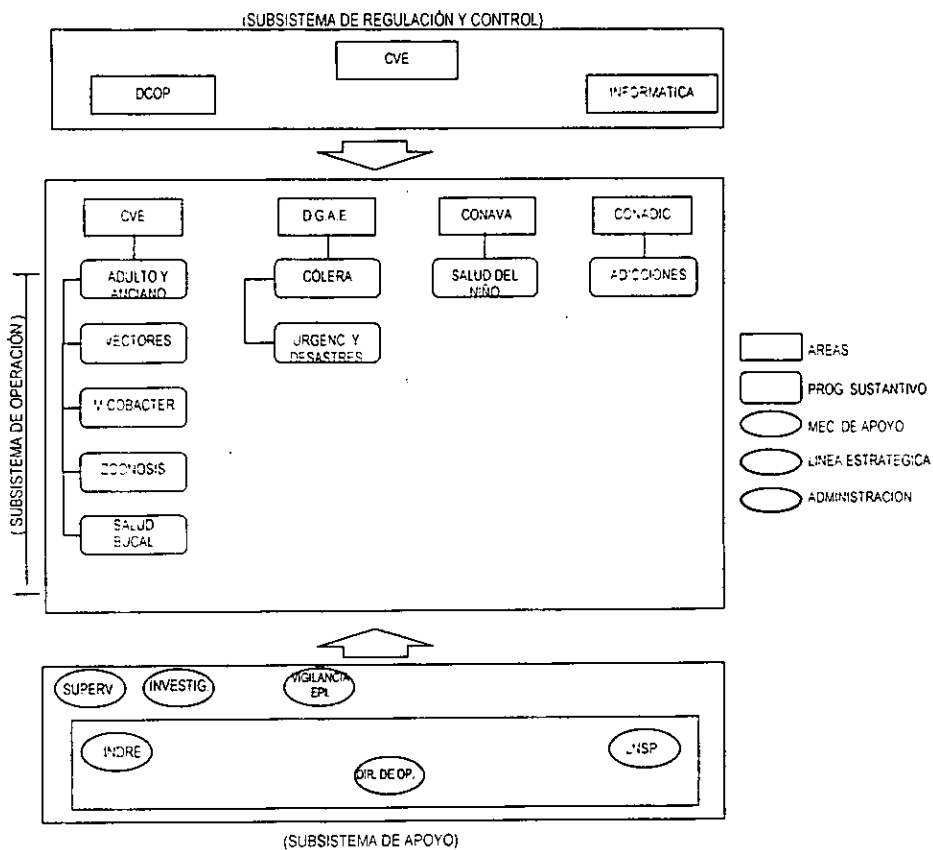 (SUBSISTEMA DE REGULACIÓN Y CONTROL)
CVE
DCOP
INFORMATICA
CVE
D.G.A.E.
CONAVA
CONADIC
ADULTO Y
ANCIANO
CÓLERA
SALUD DEL
NIÑO
ADICCIONES
VECTORES
URGENC. Y
DESASTRES
MICOBACTER
ZOONOSIS
SALUD
BUCAL
(SUBSISTEMA DE OPERACIÓN)
AREAS
PROG. SUSTANTIVO
MEC. DE APOYO
LINEA ESTRATEGICA
ADMINISTRACION
SUPERV.
INVESTIG.
VIGILANCIA
EPI.
INDRE
DIR. DE OP.
(SUBSISTEMA DE APOYO)